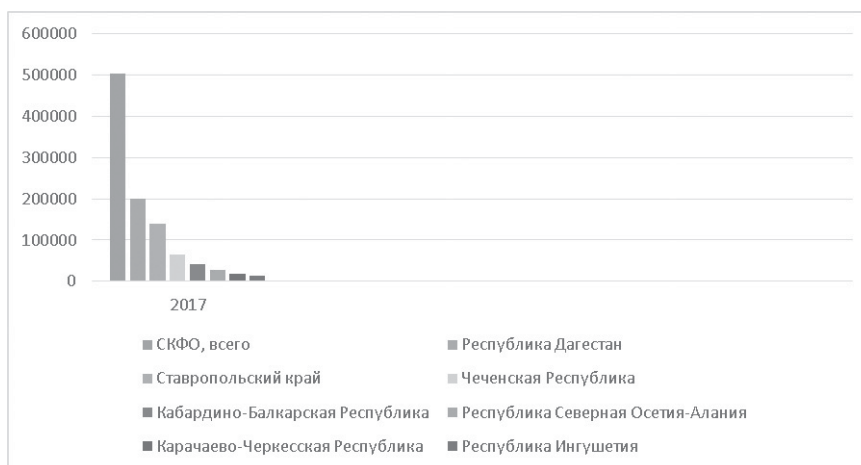 600000
500000
400000
300000
200000
100000
0
2017
СКФО, всего
Республика Дагестан
Ставропольский край
Чеченская Республика
Кабардино-Балкарская Республика
Республика Северная Осетия-Алания
Карачаево-Черкесская Республика
Республика Ингушетия